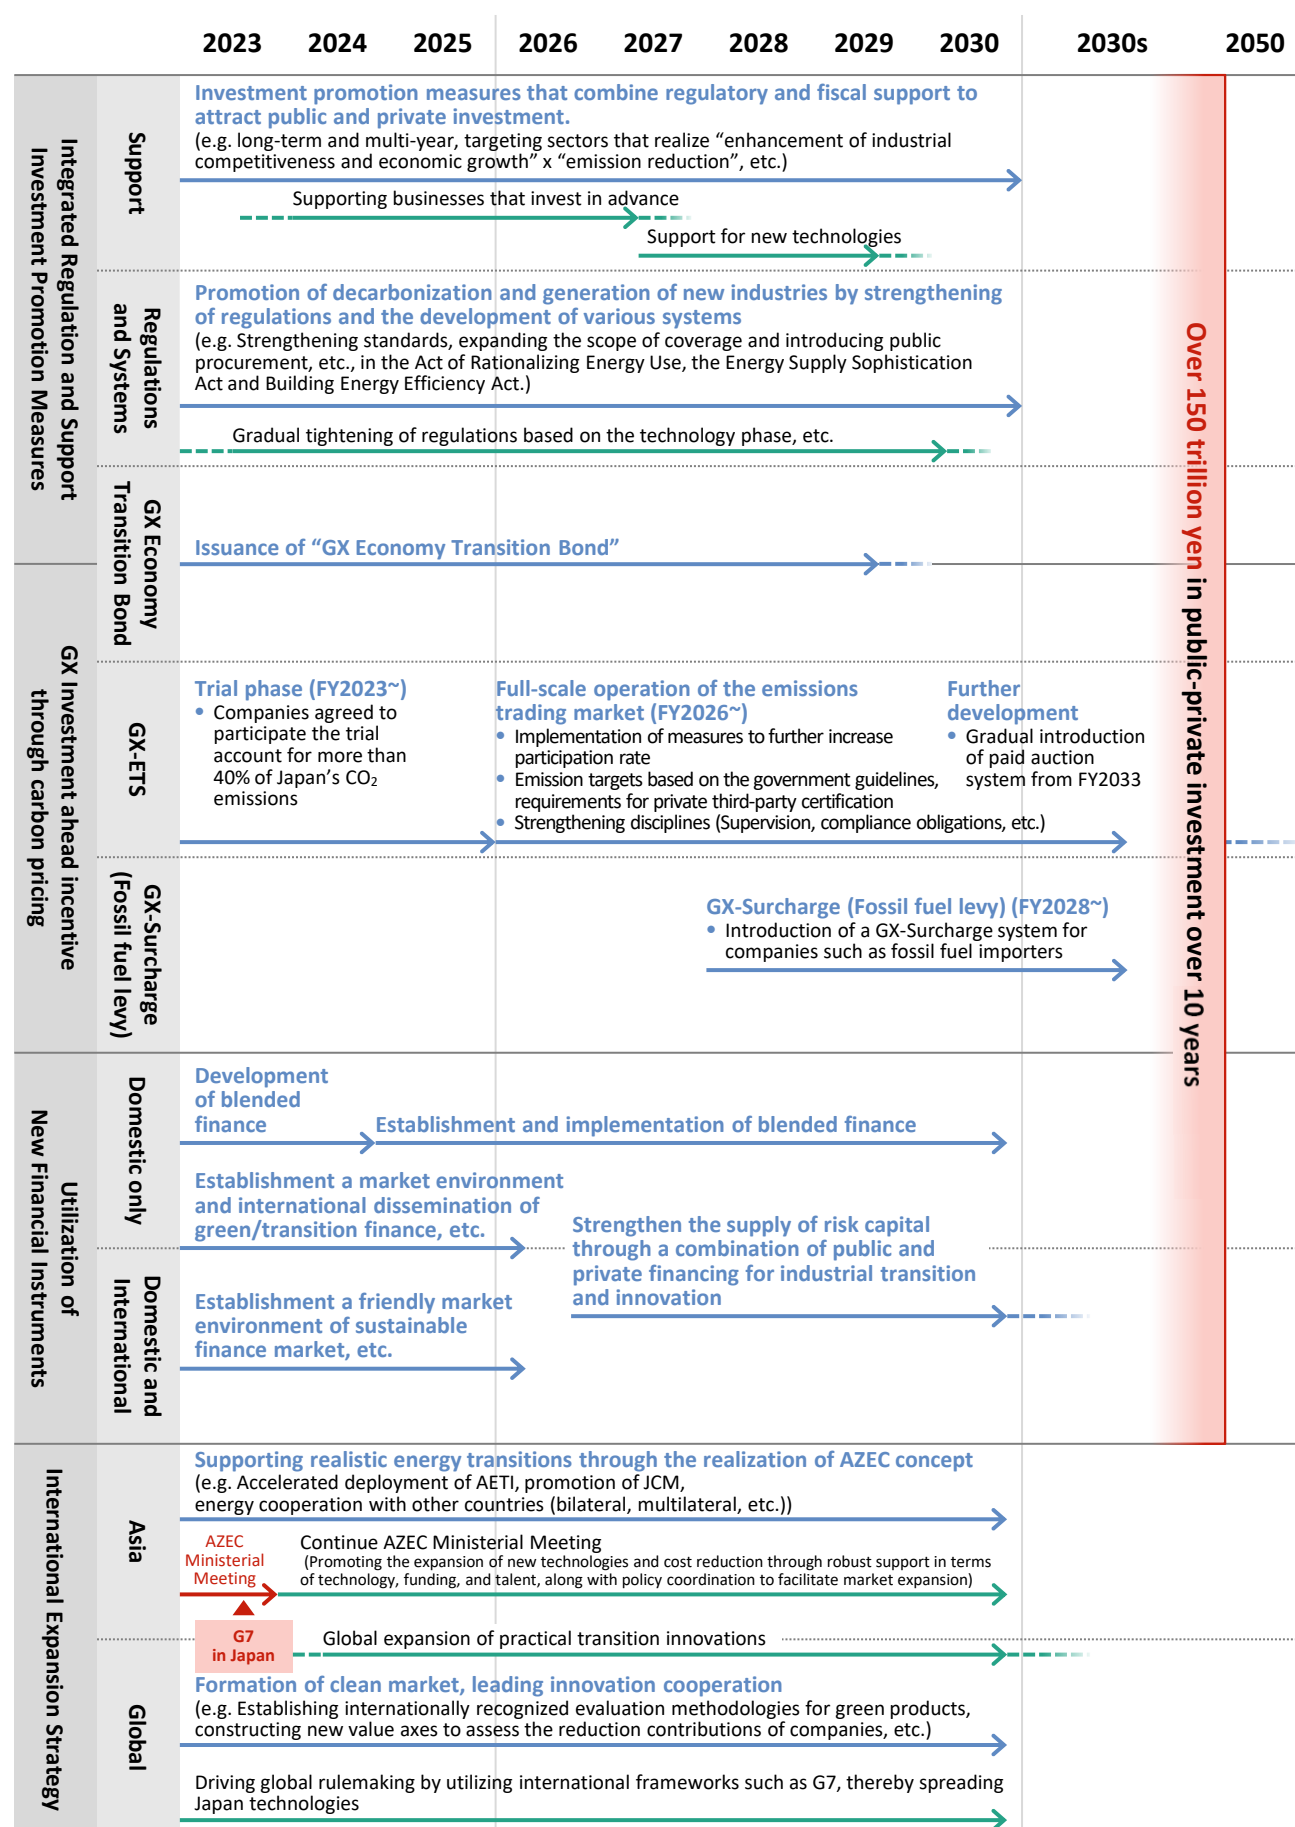 2023 2024 2025 2026 2027 2028 2029 2030 2030s 2050
Integrated Regulation and Support
Investment Promotion Measures
Support
Investment promotion measures that combine regulatory and fiscal support to
attract public and private investment.
(e.g. long-term and multi-year, targeting sectors that realize “enhancement of industrial
competitiveness and economic growth” x “emission reduction”, etc.)
Supporting businesses that invest in advance
Support for new technologies
Regulations
and Systems
Promotion of decarbonization and generation of new industries by strengthening
of regulations and the development of various systems
(e.g. Strengthening standards, expanding the scope of coverage and introducing public
procurement, etc., in the Act of Rationalizing Energy Use, the Energy Supply Sophistication
Act and Building Energy Efficiency Act.)
Gradual tightening of regulations based on the technology phase, etc.
GX Economy
Transition Bond
Issuance of “GX Economy Transition Bond”
GX Investment ahead incentive
through carbon pricing
GX-ETS
Trial phase (FY2023~)
• Companies agreed to
participate the trial
account for more than
40% of Japan’s CO₂
emissions
Full-scale operation of the emissions
trading market (FY2026~)
• Implementation of measures to further increase
participation rate
• Emission targets based on the government guidelines,
requirements for private third-party certification
• Strengthening disciplines (Supervision, compliance obligations, etc.)
Further
development
• Gradual introduction
of paid auction
system from FY2033
GX-Surcharge
(Fossil fuel levy)
GX-Surcharge (Fossil fuel levy) (FY2028~)
• Introduction of a GX-Surcharge system for
companies such as fossil fuel importers
Over 150 trillion yen in public-private investment over 10 years
Utilization of
New Financial Instruments
Domestic only
Development
of blended
finance
Establishment and implementation of blended finance
Establishment a market environment
and international dissemination of
green/transition finance, etc.
Strengthen the supply of risk capital
through a combination of public and
private financing for industrial transition
and innovation
Domestic and
International
Establishment a friendly market
environment of sustainable
finance market, etc.
International Expansion Strategy
Asia
Supporting realistic energy transitions through the realization of AZEC concept
(e.g. Accelerated deployment of AETI, promotion of JCM,
energy cooperation with other countries (bilateral, multilateral, etc.))
AZEC
Ministerial
Meeting
Continue AZEC Ministerial Meeting
(Promoting the expansion of new technologies and cost reduction through robust support in terms
of technology, funding, and talent, along with policy coordination to facilitate market expansion)
G7
in Japan
Global expansion of practical transition innovations
Global
Formation of clean market, leading innovation cooperation
(e.g. Establishing internationally recognized evaluation methodologies for green products,
constructing new value axes to assess the reduction contributions of companies, etc.)
Driving global rulemaking by utilizing international frameworks such as G7, thereby spreading
Japan technologies